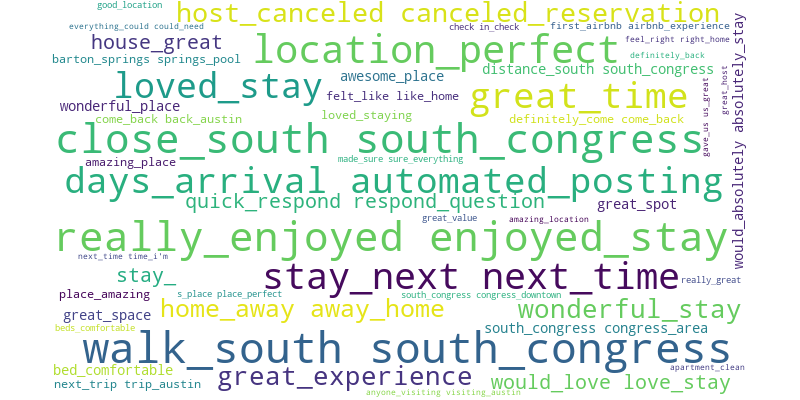 good_location
host_canceled canceled_reservation
everything_could could_need
check in_check
first_airbnb airbnb_experience
house_great
location_perfect
feel_right right_home
barton_springs springs_pool
definitely_back
distance_south south_congress
loved_stay
awesome_place
great_time
felt_like like_home
wonderful_place
gave_us us_great
great_host
would_absolutely absolutely_stay
come_back back_austin
loved_staying
definitely_come come_back
close_south south_congress
amazing_place
made_sure sure_everything
days_arrival automated_posting
quick_respond respond_question
great_spot
great_value
amazing_location
really_enjoyed enjoyed_stay
next_time time_i'm
stay_
stay_next next_time
really_great
place_amazing
s_place place_perfect
south_congress congress_downtown
home_away away_home
wonderful_stay
great_space
beds_comfortable
south_congress congress_area
walk_south south_congress
bed_comfortable
great_experience
apartment_clean
next_trip trip_austin
would_love love_stay
anyone_visiting visiting_austin